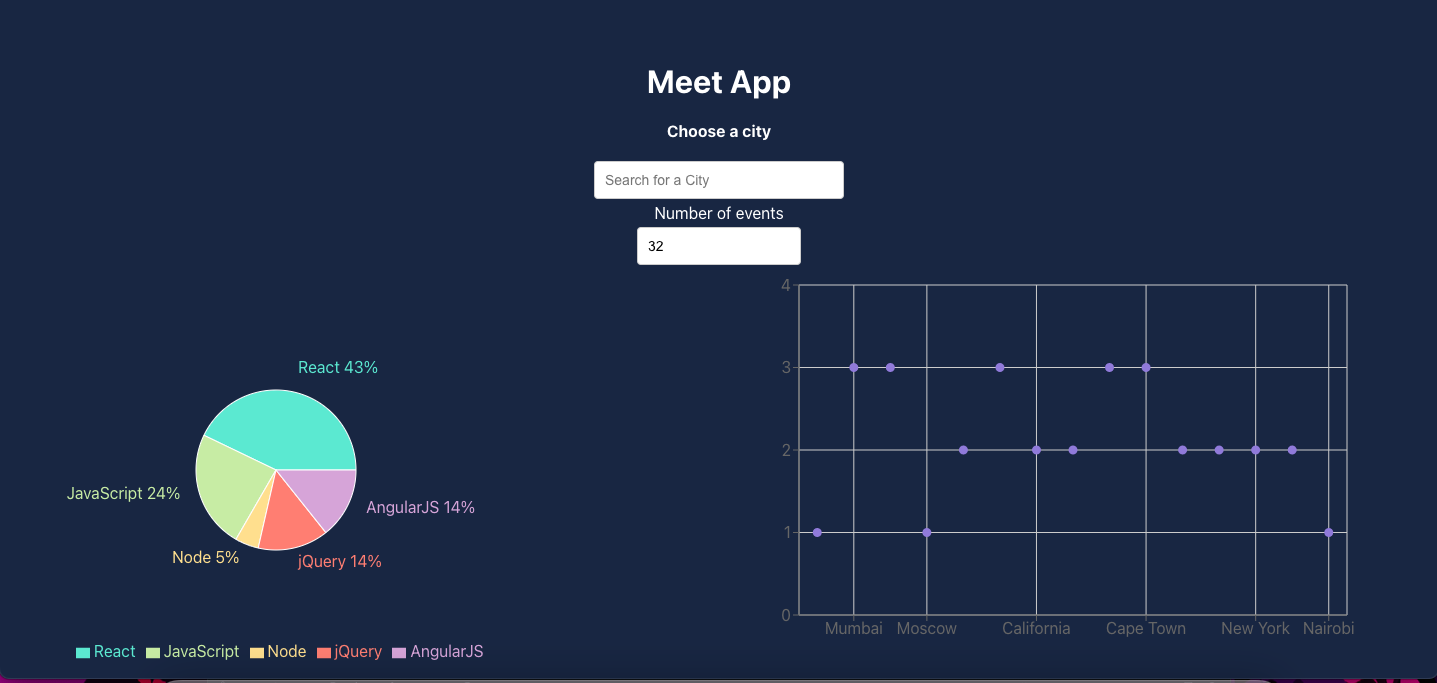 Meet App
Choose a city
Search for a City
Number of events
32
React 43%
JavaScript 24%
AngularJS 14%
Node 5%
jQuery 14%
React JavaScript Node jQuery AngularJS
4
3
2
1
0
Mumbai Moscow California Cape Town New York Nairobi